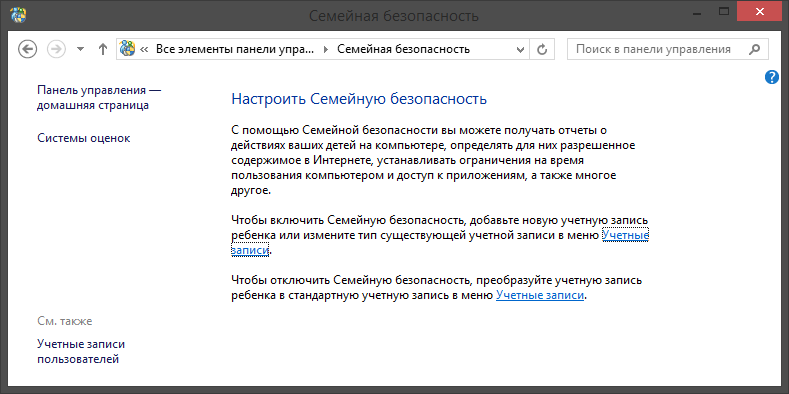 Семейная безопасность
« Все элементы панели упра... Семейная безопасность
Поиск в панели управления
?
Панель управления —
домашняя страница
Системы оценок
Настроить Семейную безопасность
С помощью Семейной безопасности вы можете получать отчеты о
действиях ваших детей на компьютере, определять для них разрешенное
содержимое в Интернете, устанавливать ограничения на время
пользования компьютером и доступ к приложениям, а также многое
другое.
Чтобы включить Семейную безопасность, добавьте новую учетную запись
ребенка или измените тип существующей учетной записи в меню Учетные
записи.
Чтобы отключить Семейную безопасность, преобразуйте учетную запись
ребенка в стандартную учетную запись в меню Учетные записи.
См. также
Учетные записи
пользователей